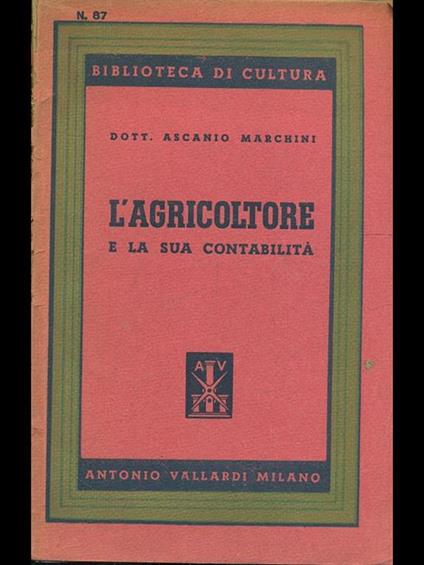 N. 87
BIBLIOTECA DI CULTURA
DOTT. ASCANIO MARCHINI
L'AGRICOLTORE
E LA SUA CONTABILITÀ
A V
ANTONIO VALLARDI MILANO